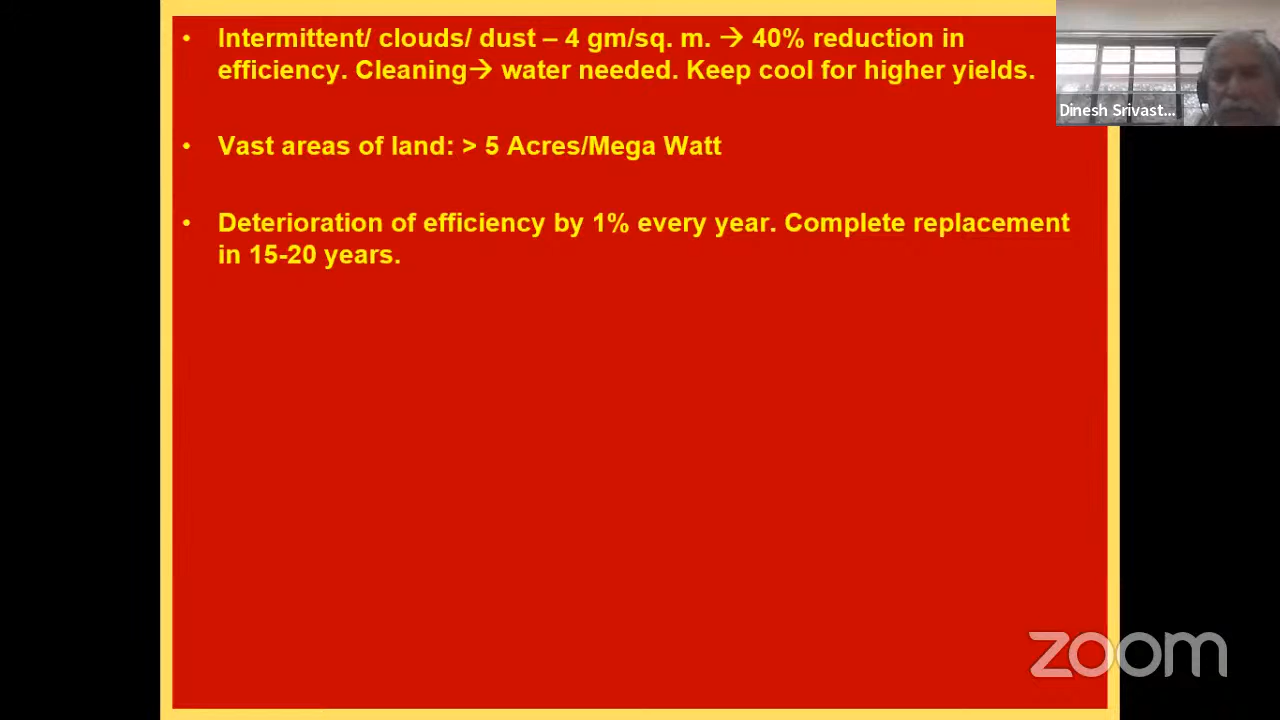 • Intermittent/ clouds/ dust – 4 gm/sq. m. → 40% reduction in
efficiency. Cleaning→ water needed. Keep cool for higher yields.
• Vast areas of land: > 5 Acres/Mega Watt
• Deterioration of efficiency by 1% every year. Complete replacement
in 15-20 years.
Dinesh Srivast...
zoom